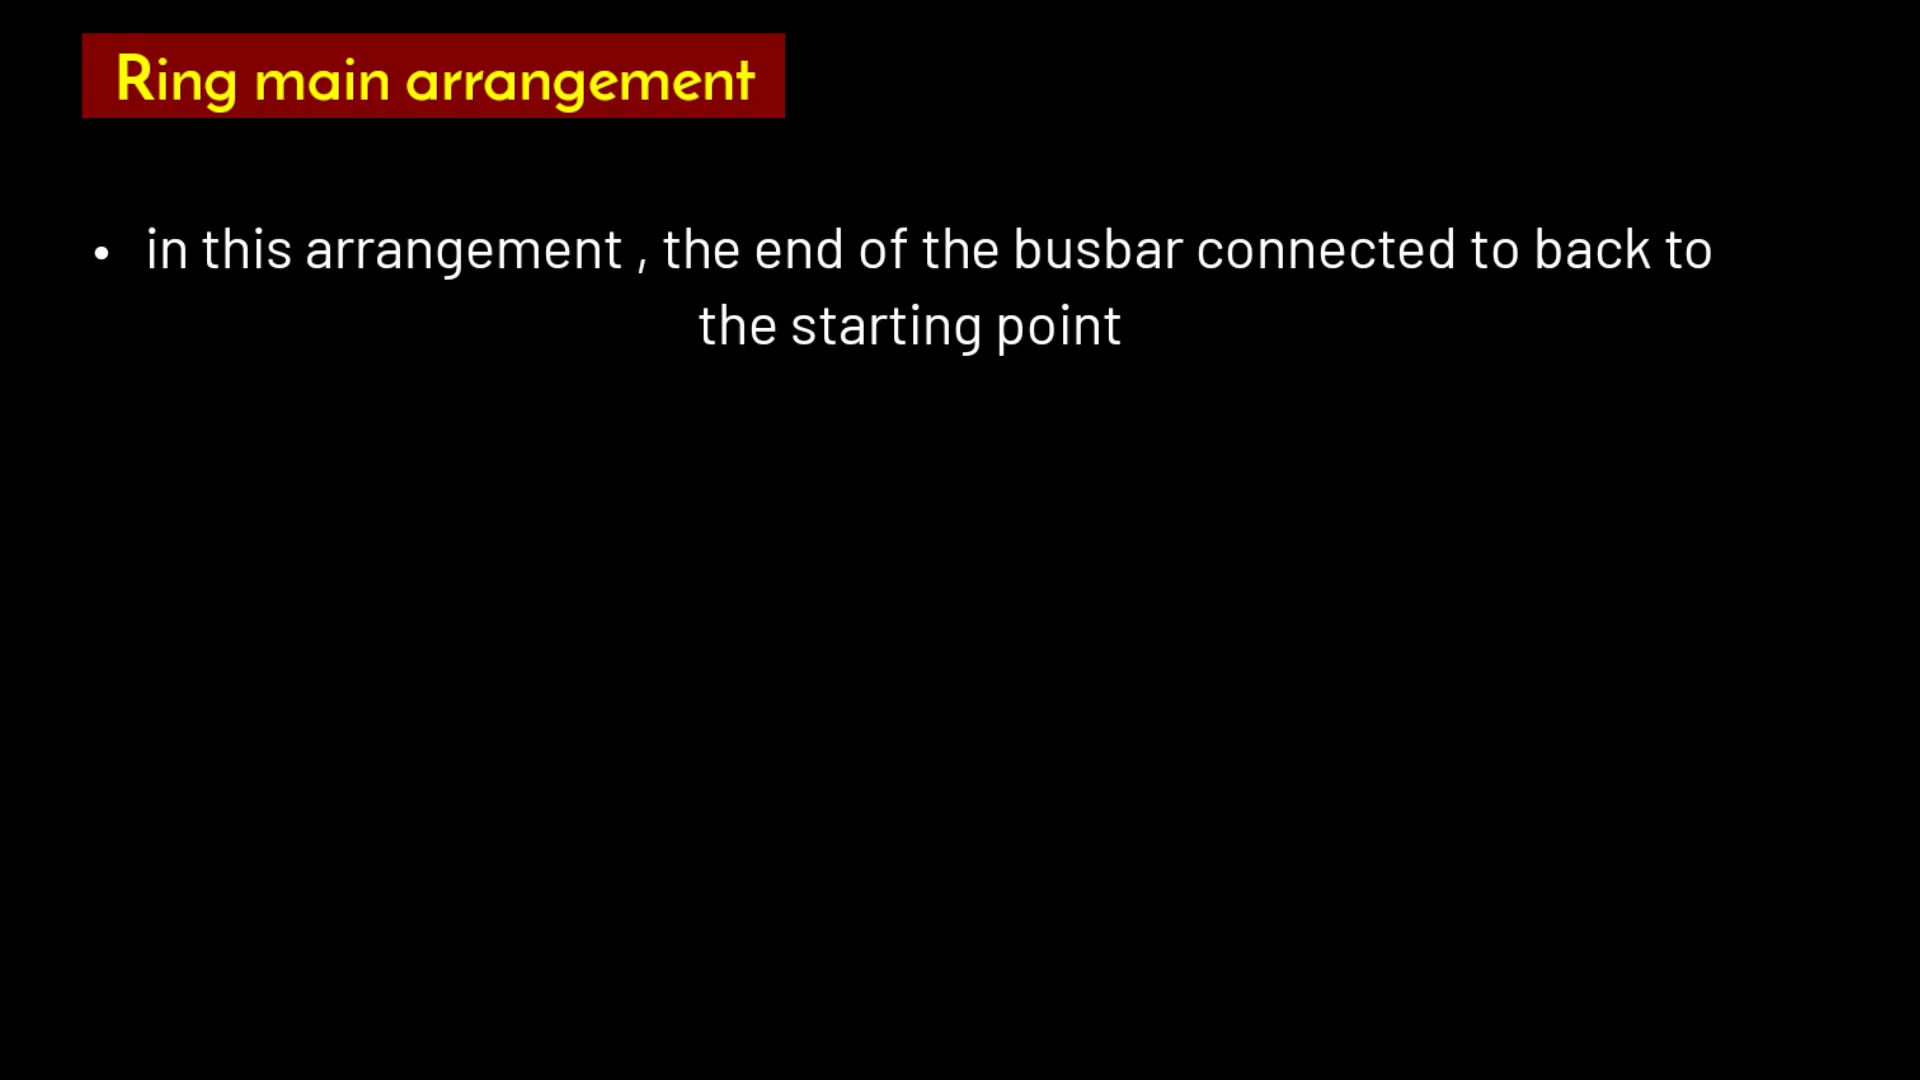 Ring main arrangement
• in this arrangement , the end of the busbar connected to back to
the starting point